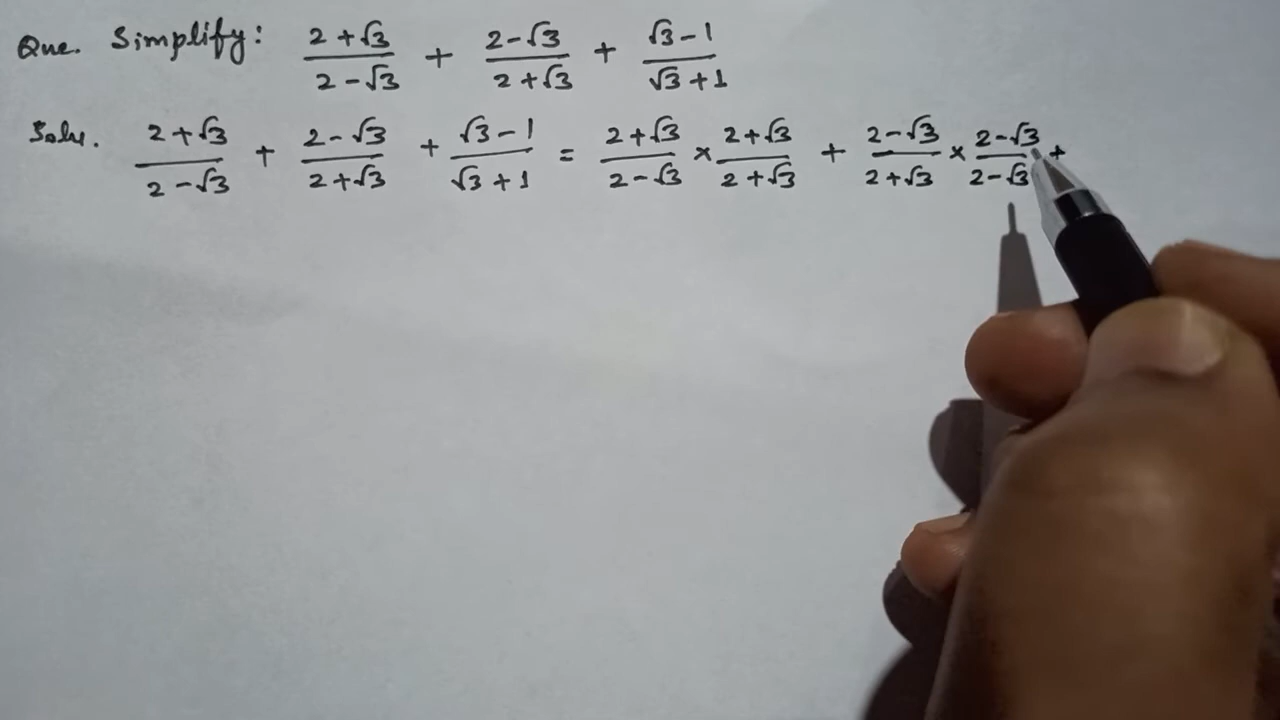 Que. Simplify: (2+√3)/(2-√3) + (2-√3)/(2+√3) + (√3-1)/(√3+1)
Solu. (2+√3)/(2-√3) + (2-√3)/(2+√3) + (√3-1)/(√3+1) = (2+√3)/(2-√3) × (2+√3)/(2+√3) + (2-√3)/(2+√3) × (2-√3)/(2-√3) +